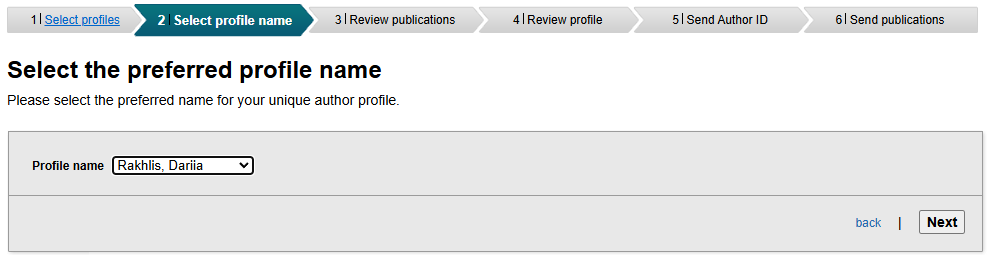 1 | Select profiles 2 | Select profile name 3 | Review publications 4 | Review profile 5 | Send Author ID 6 | Send publications
Select the preferred profile name
Please select the preferred name for your unique author profile.
Profile name Rakhlis, Dariia
back | Next